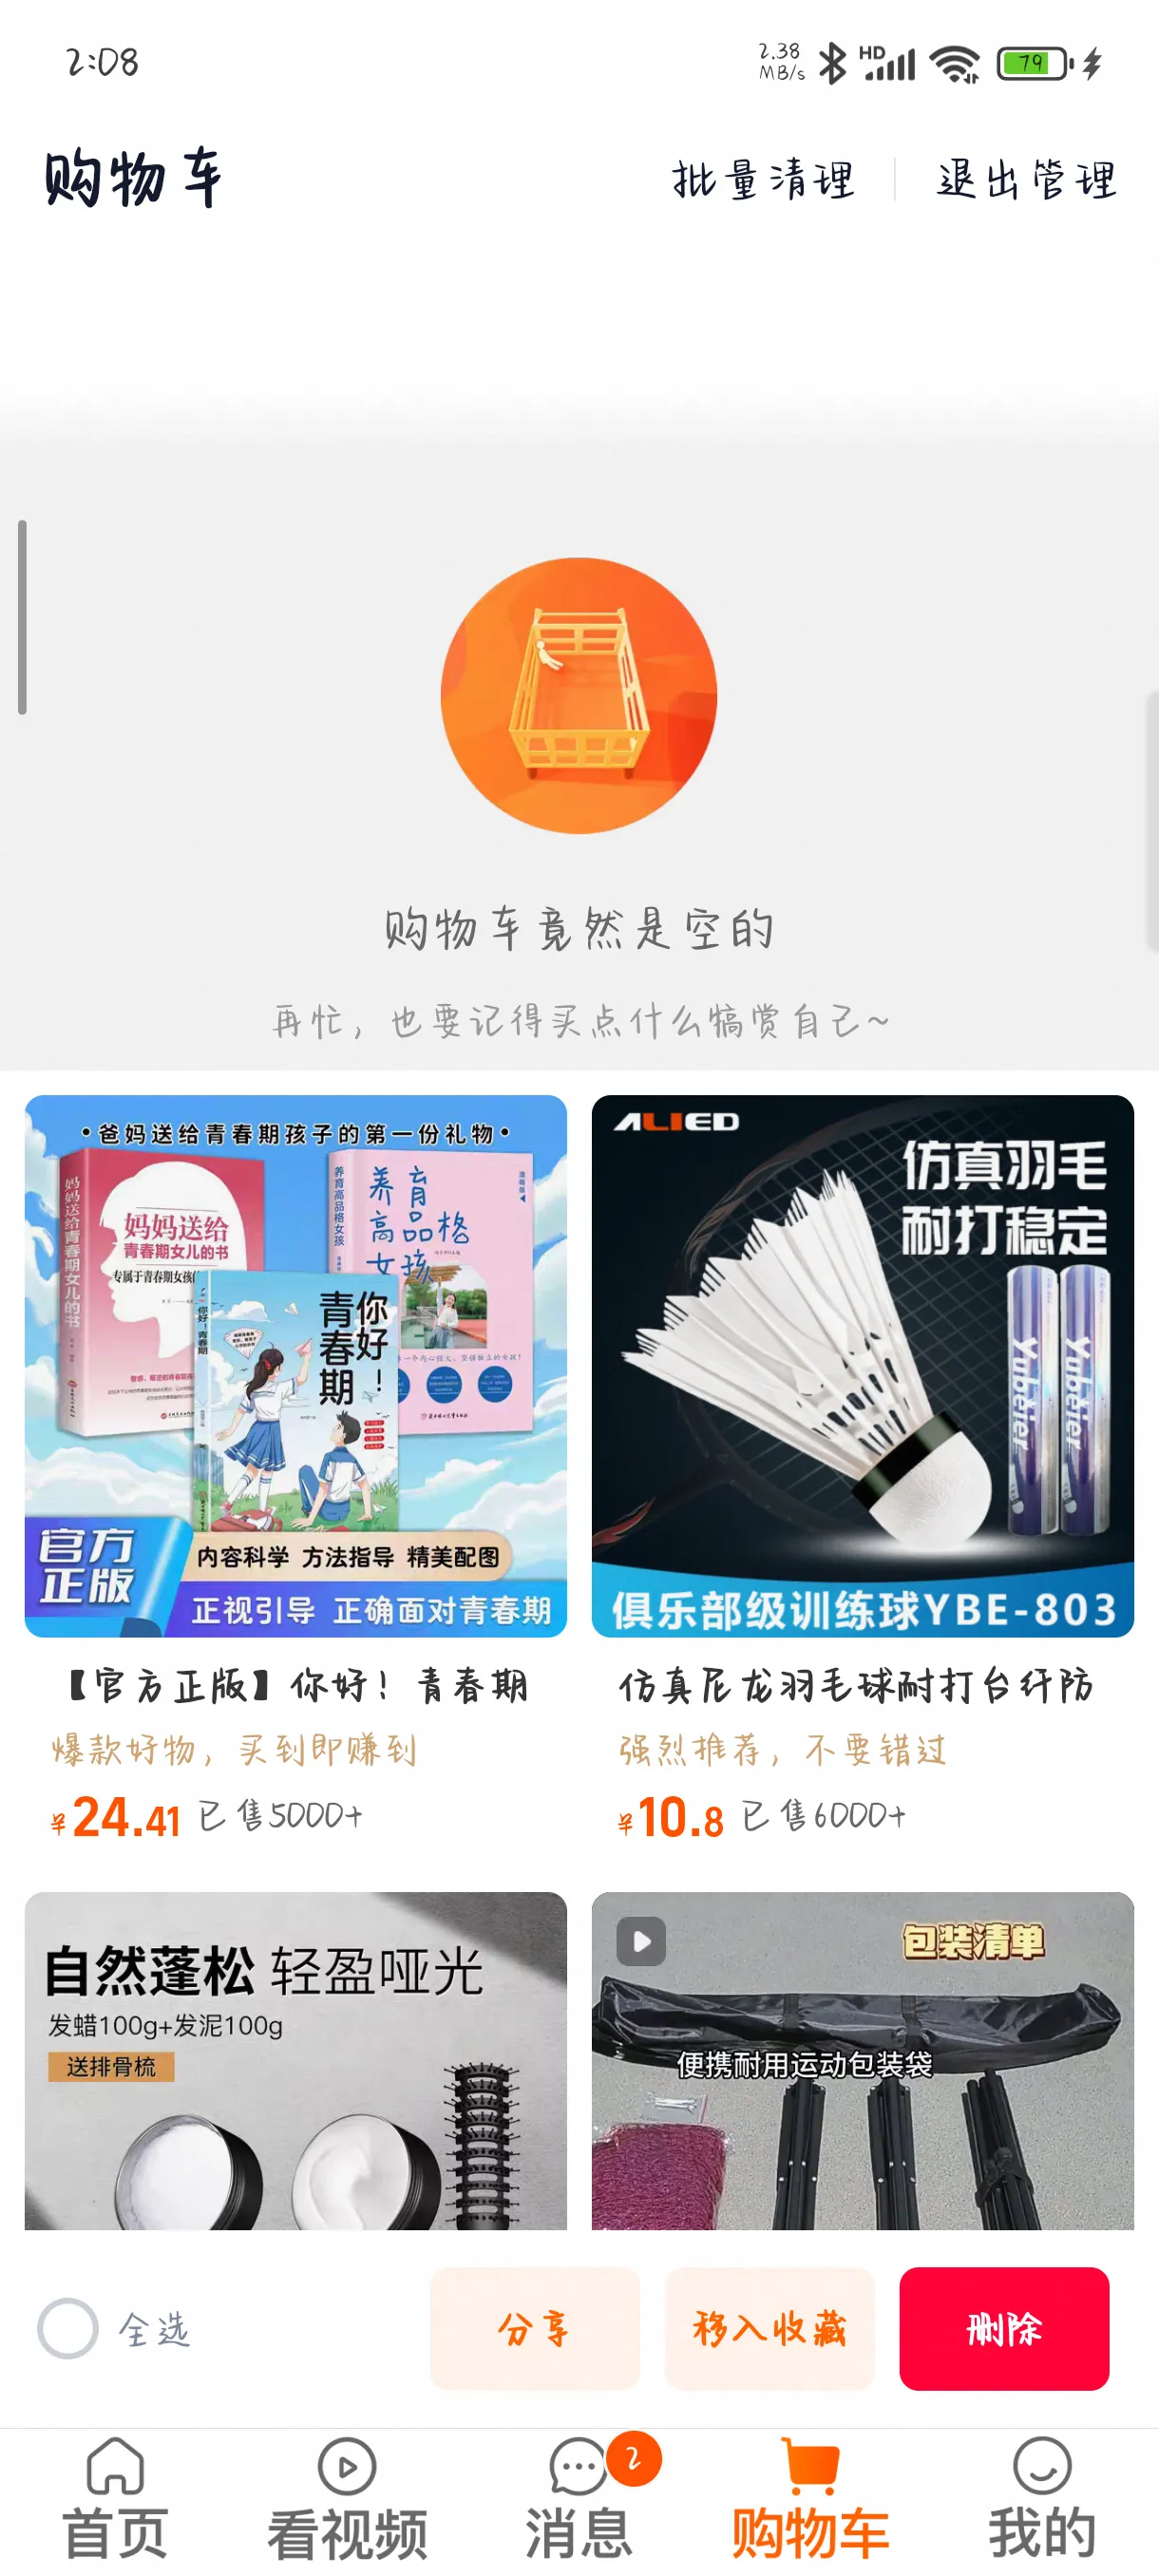 2:08
2.38
MB/s
HD
79
购物车
批量清理
退出管理
购物车竟然是空的
再忙，也要记得买点什么犒赏自己~
•爸妈送给青春期孩子的第一份礼物•
妈妈送给青春期女儿的书
妈妈送给
青春期女儿的书
专属于青春期女孩
养育高品格女孩
养育
高品格
女孩
你好！青春期
你好！
青春期
官方
正版
内容科学 方法指导 精美配图
正视引导 正确面对青春期
ALIED
仿真羽毛
耐打稳定
Ynbeier
Ynbeier
俱乐部级训练球YBE-803
【官方正版】你好！青春期
爆款好物，买到即赚到
¥24.41 已售5000+
仿真尼龙羽毛球耐打台纤防
强烈推荐，不要错过
¥10.8 已售6000+
自然蓬松 轻盈哑光
发蜡100g+发泥100g
送排骨梳
包装清单
便携耐用运动包装袋
全选
分享
移入收藏
删除
2
首页
看视频
消息
购物车
我的